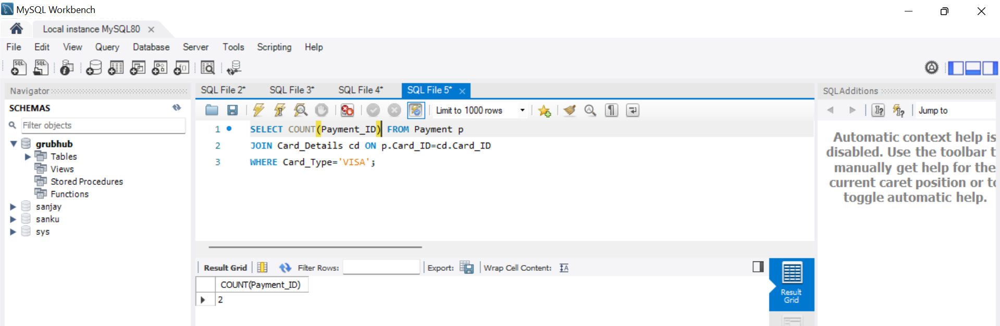 MySQL Workbench
Local instance MySQL80
File Edit View Query Database Server Tools Scripting Help
Navigator
SCHEMAS
Filter objects
grubhub
Tables
Views
Stored Procedures
Functions
sanjay
sanku
sys
SQL File 2* SQL File 3* SQL File 4* SQL File 5*
Limit to 1000 rows
1 SELECT COUNT(Payment_ID) FROM Payment p
2 JOIN Card_Details cd ON p.Card_ID=cd.Card_ID
3 WHERE Card_Type='VISA';
Result Grid Filter Rows: Export: Wrap Cell Content:
COUNT(Payment_ID)
2
Result
Grid
SQLAdditions
Jump to
Automatic context help is
disabled. Use the toolbar t
manually get help for the
current caret position or to
toggle automatic help.